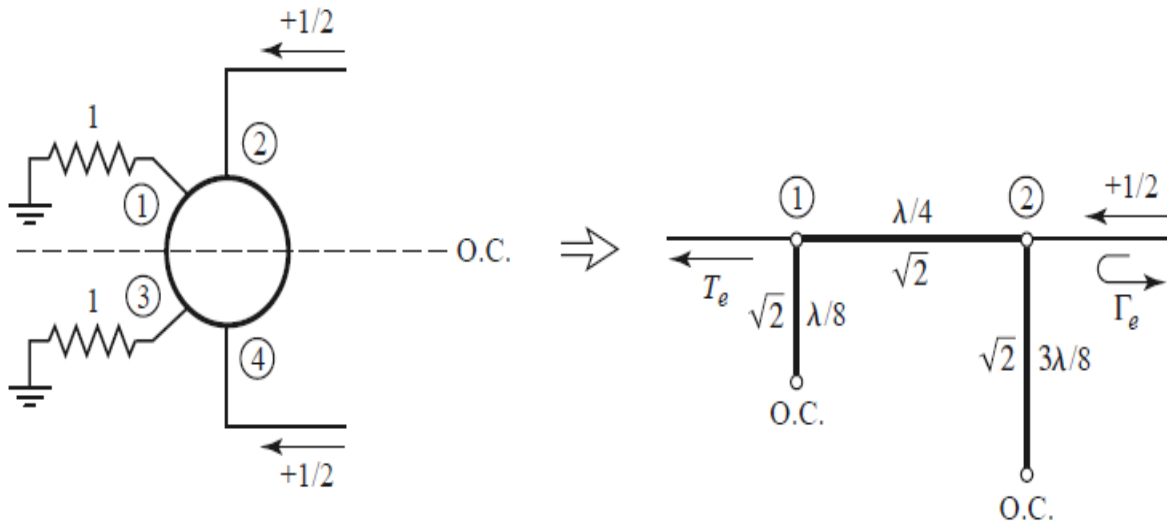 +1/2
1
②
①
O.C.
③
1
④
+1/2
⇨
① λ/4 ② +1/2
√2
T_e Γ_e
√2 λ/8 √2 3λ/8
O.C.
O.C.